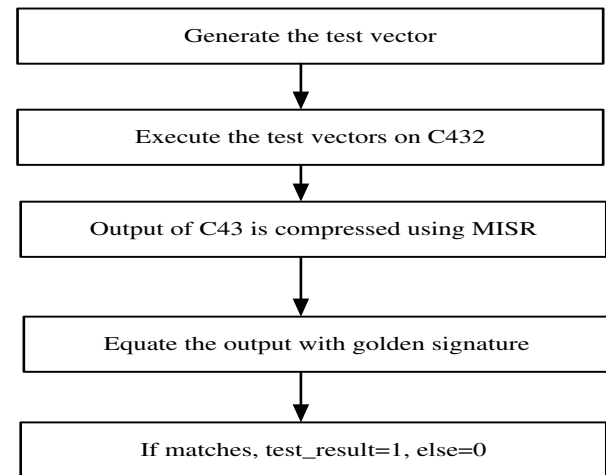 Generate the test vector
Execute the test vectors on C432
Output of C43 is compressed using MISR
Equate the output with golden signature
If matches, test_result=1, else=0